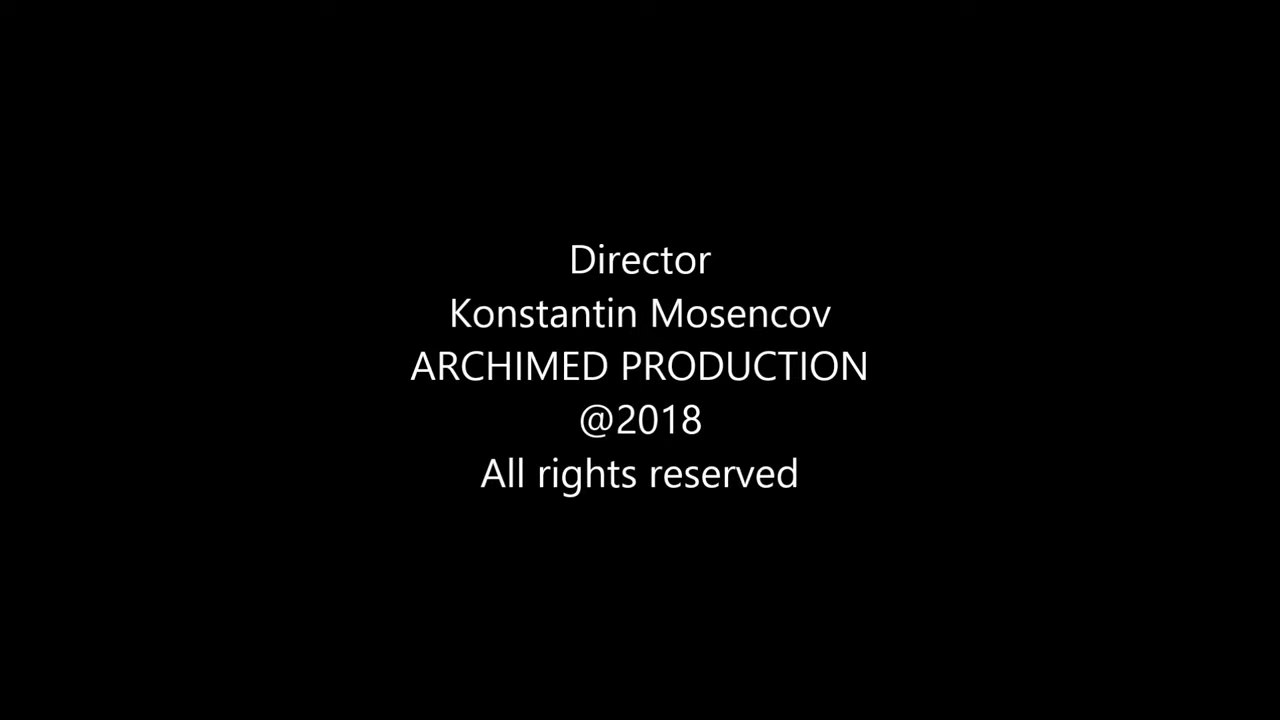 Director
Konstantin Mosencov
ARCHIMED PRODUCTION
@2018
All rights reserved